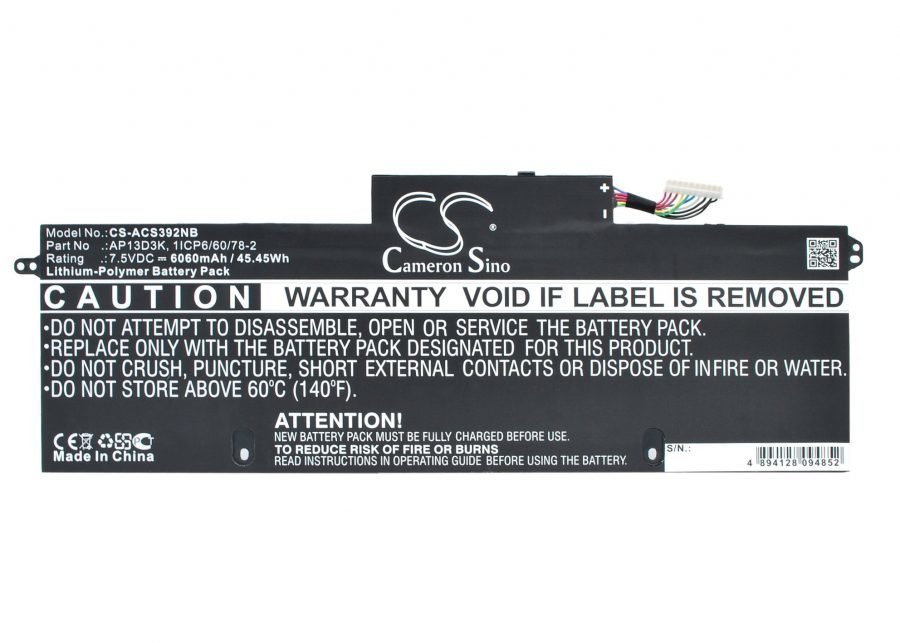 CS
Cameron Sino
+
Model No.:CS-ACS392NB
Part No :AP13D3K, 1ICP6/60/78-2
Rating :7.5VDC⎓ 6060mAh / 45.45Wh
Lithium-Polymer Battery Pack
CAUTION WARRANTY VOID IF LABEL IS REMOVED
•DO NOT ATTEMPT TO DISASSEMBLE, OPEN OR SERVICE THE BATTERY PACK.
•REPLACE ONLY WITH THE BATTERY PACK DESIGNATED FOR THIS PRODUCT.
•DO NOT CRUSH, PUNCTURE, SHORT EXTERNAL CONTACTS OR DISPOSE OF IN FIRE OR WATER.
•DO NOT STORE ABOVE 60°C (140°F).
ATTENTION!
NEW BATTERY PACK MUST BE FULLY CHARGED BEFORE USE.
TO REDUCE RISK OF FIRE OR BURNS
READ INSTRUCTIONS IN OPERATING GUIDE BEFORE USING THE BATTERY.
CE
Made In China
S/N.:
4 894128 094852